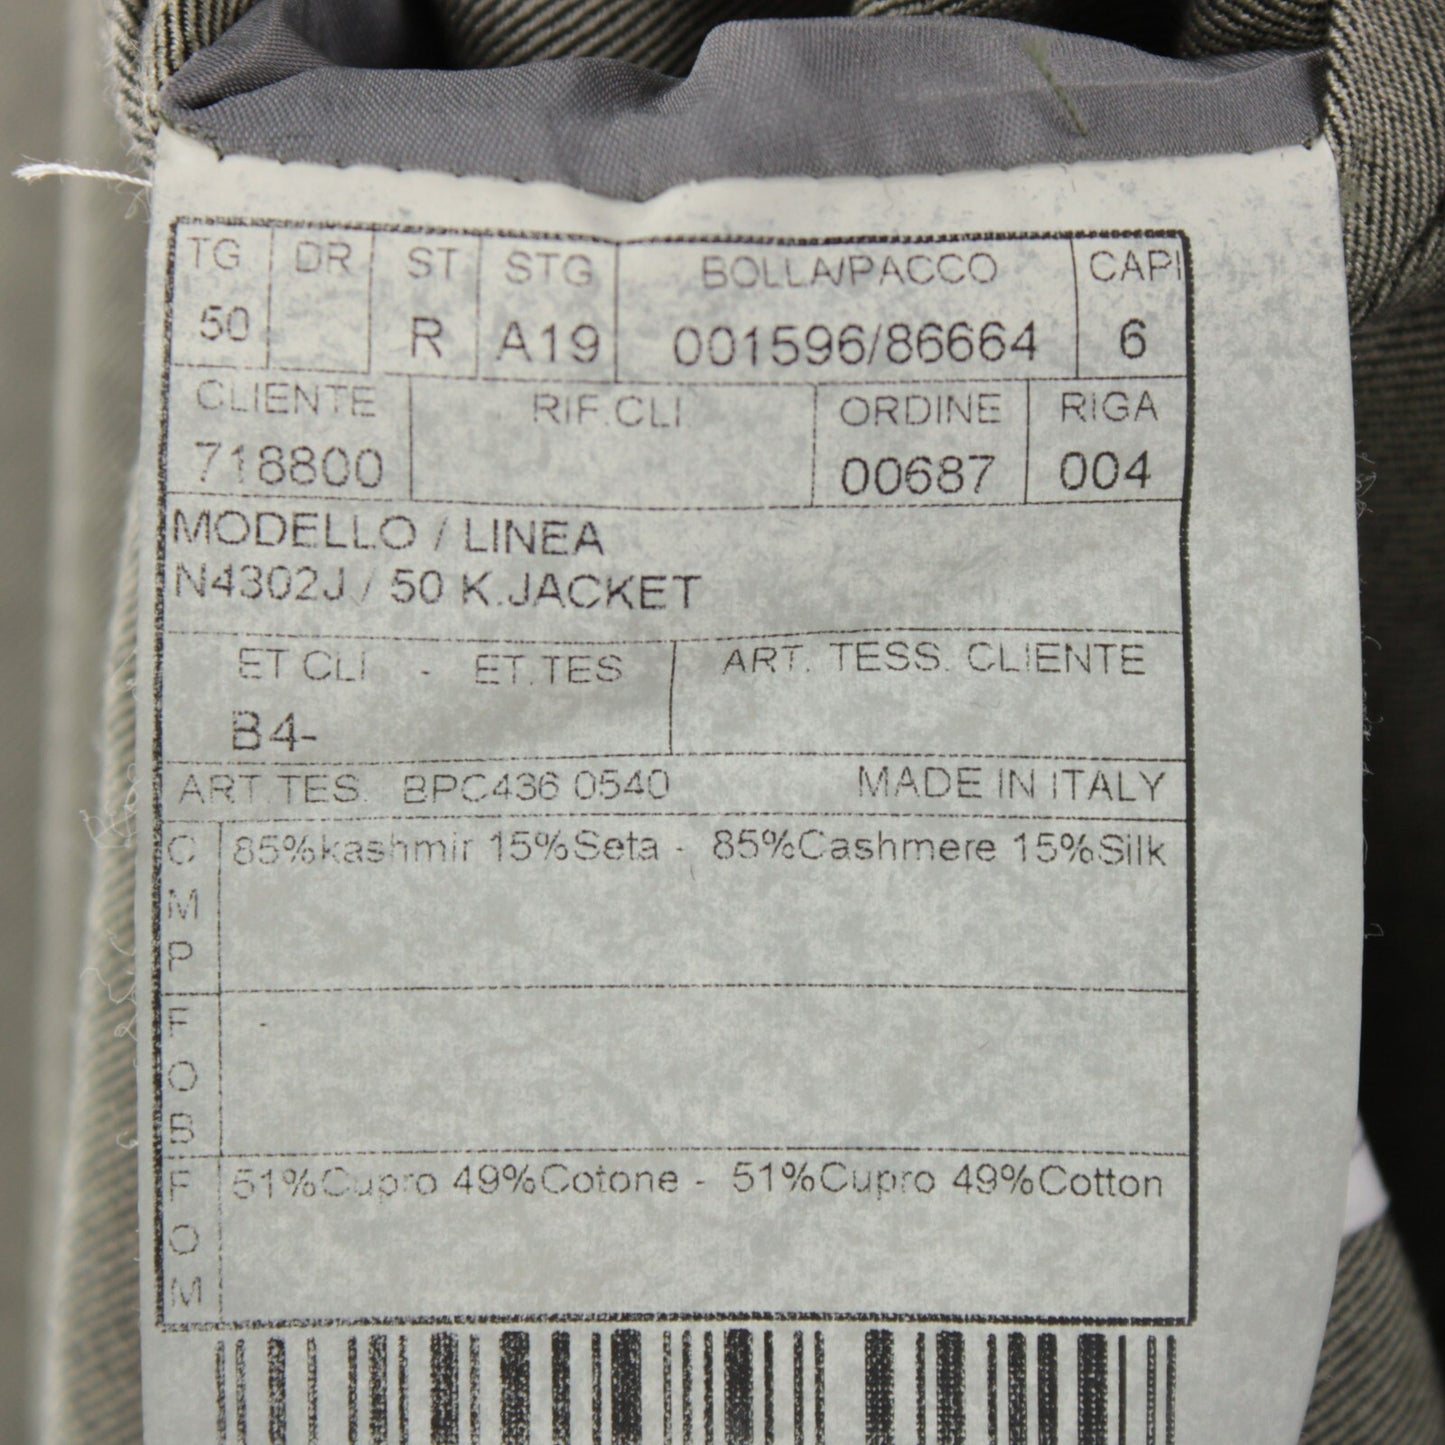 TG DR ST STG BOLLA/PACCO CAPI
50 R A19 001596/86664 6
CLIENTE RIF.CLI ORDINE RIGA
718800 00687 004
MODELLO / LINEA
N4302J / 50 K.JACKET
ET CLI - ET.TES ART. TESS. CLIENTE
B4-
ART TES. BPC436 0540 MADE IN ITALY
C 85%kashmir 15%Seta - 85%Cashmere 15%Silk
M
P
F -
O
B
F 51%Cupro 49%Cotone - 51%Cupro 49%Cotton
O
M